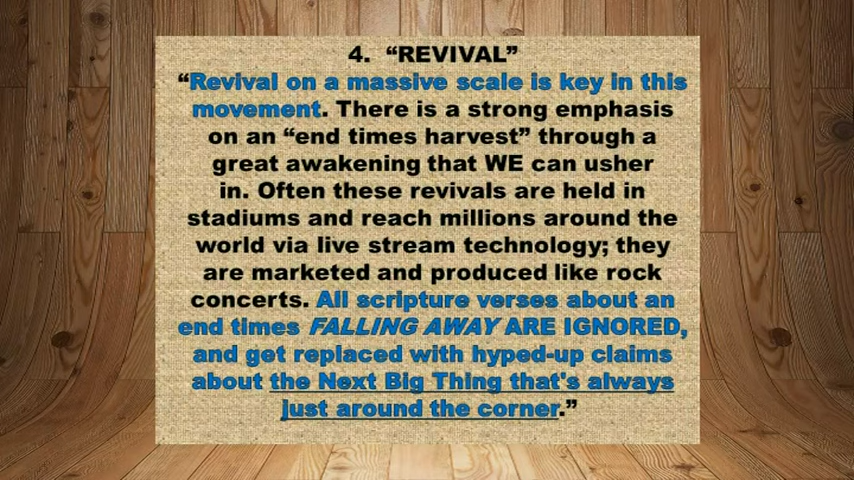 4. “REVIVAL”
“Revival on a massive scale is key in this
movement. There is a strong emphasis
on an “end times harvest” through a
great awakening that WE can usher
in. Often these revivals are held in
stadiums and reach millions around the
world via live stream technology; they
are marketed and produced like rock
concerts. All scripture verses about an
end times FALLING AWAY ARE IGNORED,
and get replaced with hyped-up claims
about the Next Big Thing that's always
just around the corner.”